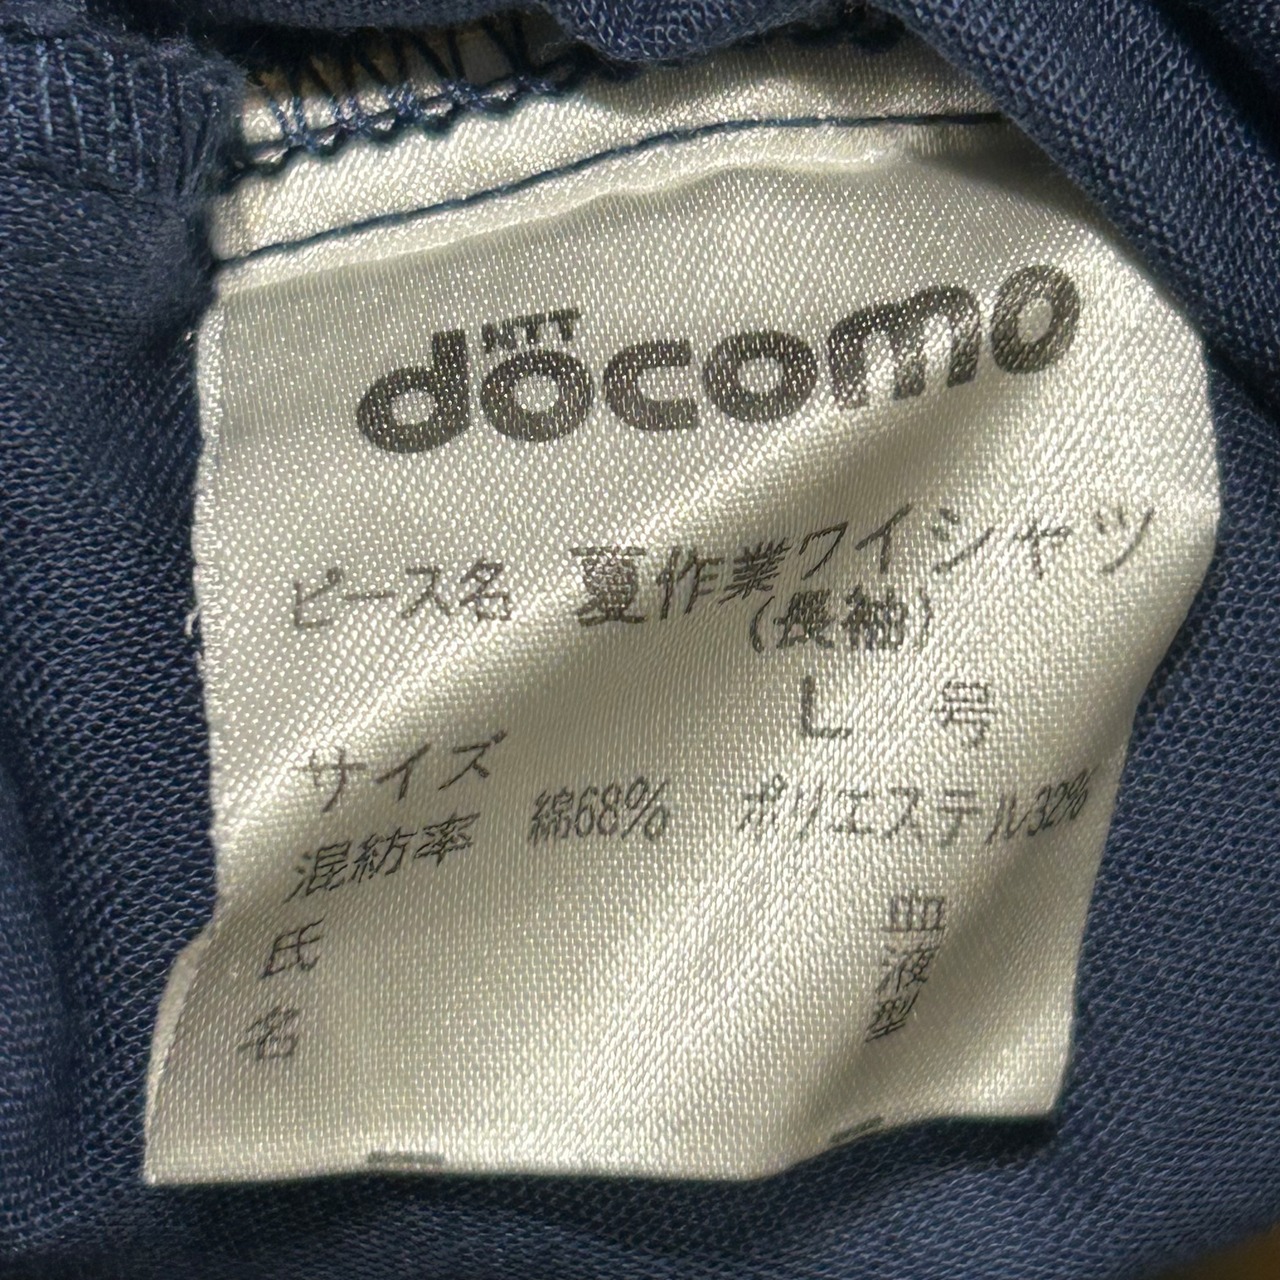 NTT
docomo
ピース名 夏作業ワイシャツ
(長袖)
サイズ L 号
混紡率 綿68% ポリエステル32%
氏名
血液型